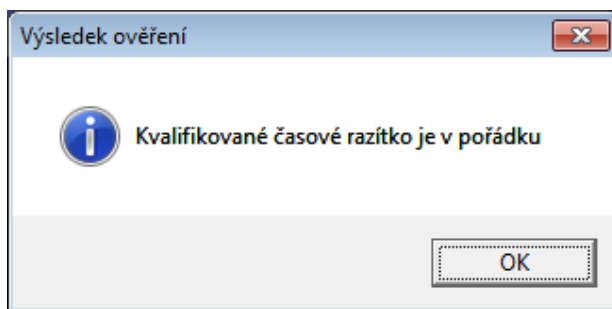 Výsledek ověření
Kvalifikované časové razítko je v pořádku
OK